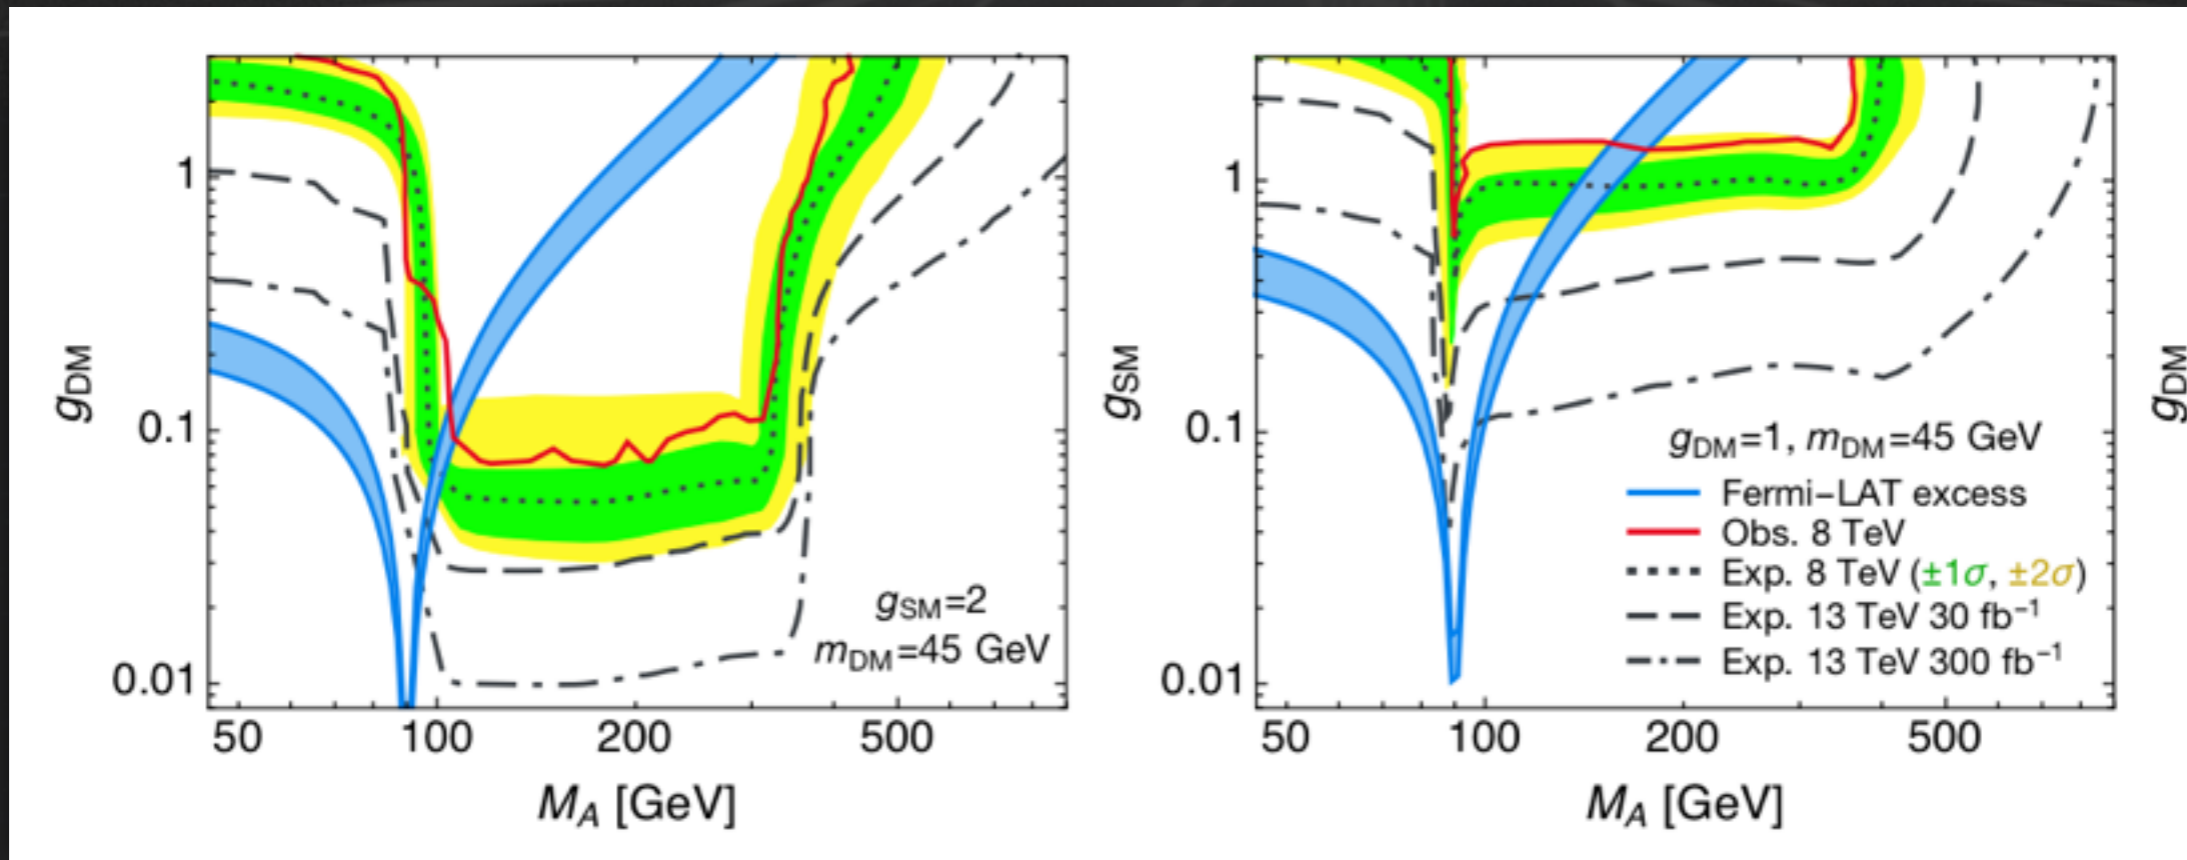 g_DM
1
0.1
0.01
50 100 200 500
M_A [GeV]
g_SM=2
m_DM=45 GeV
g_SM
1
0.1
0.01
50 100 200 500
M_A [GeV]
g_DM=1, m_DM=45 GeV
Fermi−LAT excess
Obs. 8 TeV
Exp. 8 TeV (±1σ, ±2σ)
Exp. 13 TeV 30 fb⁻¹
Exp. 13 TeV 300 fb⁻¹
g_DM